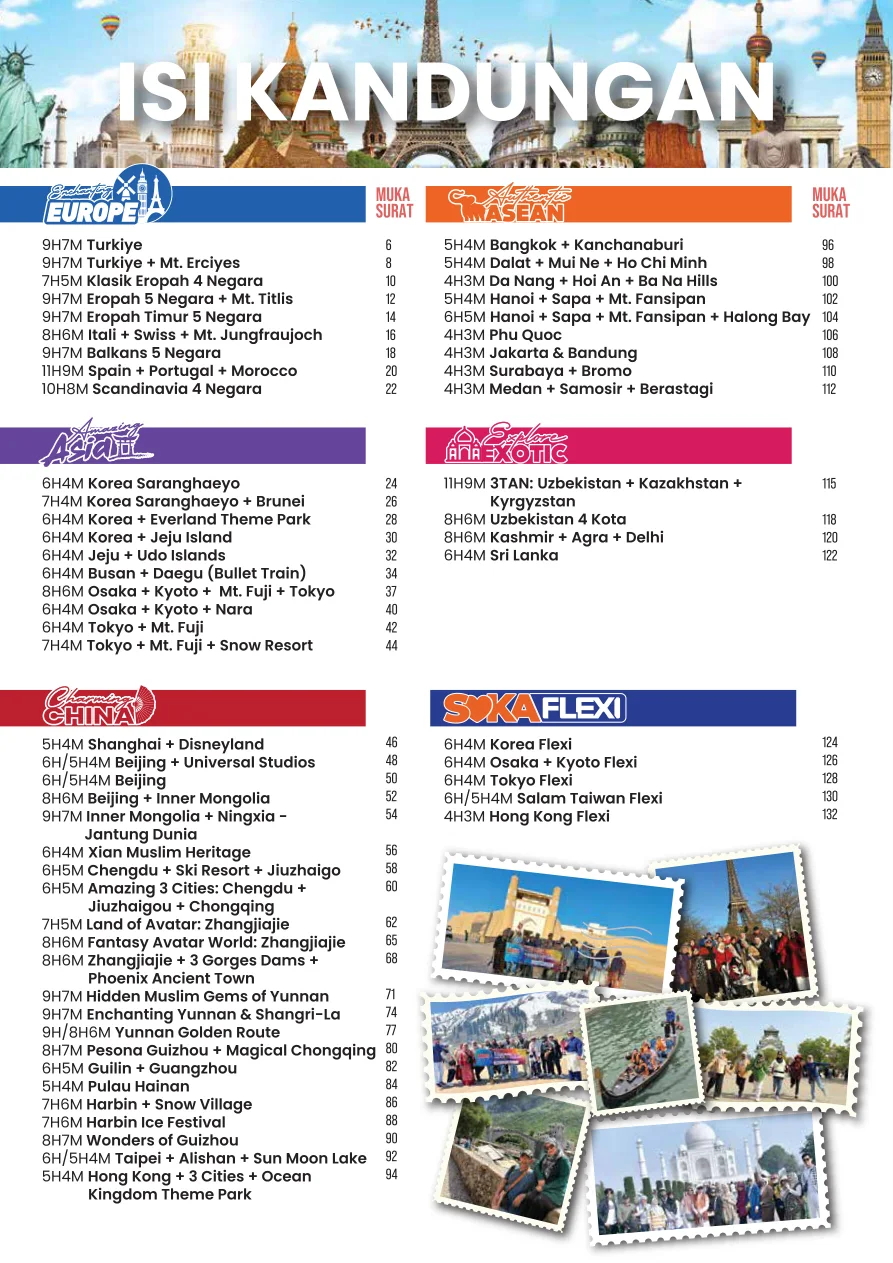 ISI KANDUNGAN
Enchanting
EUROPE
MUKA
SURAT
9H7M Turkiye 6
9H7M Turkiye + Mt. Erciyes 8
7H5M Klasik Eropah 4 Negara 10
9H7M Eropah 5 Negara + Mt. Titlis 12
9H7M Eropah Timur 5 Negara 14
8H6M Itali + Swiss + Mt. Jungfraujoch 16
9H7M Balkans 5 Negara 18
11H9M Spain + Portugal + Morocco 20
10H8M Scandinavia 4 Negara 22
Amazing
Asia
6H4M Korea Saranghaeyo 24
7H4M Korea Saranghaeyo + Brunei 26
6H4M Korea + Everland Theme Park 28
6H4M Korea + Jeju Island 30
6H4M Jeju + Udo Islands 32
6H4M Busan + Daegu (Bullet Train) 34
8H6M Osaka + Kyoto + Mt. Fuji + Tokyo 37
6H4M Osaka + Kyoto + Nara 40
6H4M Tokyo + Mt. Fuji 42
7H4M Tokyo + Mt. Fuji + Snow Resort 44
Charming
CHINA
5H4M Shanghai + Disneyland 46
6H/5H4M Beijing + Universal Studios 48
6H/5H4M Beijing 50
8H6M Beijing + Inner Mongolia 52
9H7M Inner Mongolia + Ningxia - 54
Jantung Dunia
6H4M Xian Muslim Heritage 56
6H5M Chengdu + Ski Resort + Jiuzhaigo 58
6H5M Amazing 3 Cities: Chengdu + 60
Jiuzhaigou + Chongqing
7H5M Land of Avatar: Zhangjiajie 62
8H6M Fantasy Avatar World: Zhangjiajie 65
8H6M Zhangjiajie + 3 Gorges Dams + 68
Phoenix Ancient Town
9H7M Hidden Muslim Gems of Yunnan 71
9H7M Enchanting Yunnan & Shangri-La 74
9H/8H6M Yunnan Golden Route 77
8H7M Pesona Guizhou + Magical Chongqing 80
6H5M Guilin + Guangzhou 82
5H4M Pulau Hainan 84
7H6M Harbin + Snow Village 86
7H6M Harbin Ice Festival 88
8H7M Wonders of Guizhou 90
6H/5H4M Taipei + Alishan + Sun Moon Lake 92
5H4M Hong Kong + 3 Cities + Ocean 94
Kingdom Theme Park
Authentic
ASEAN
MUKA
SURAT
5H4M Bangkok + Kanchanaburi 96
5H4M Dalat + Mui Ne + Ho Chi Minh 98
4H3M Da Nang + Hoi An + Ba Na Hills 100
5H4M Hanoi + Sapa + Mt. Fansipan 102
6H5M Hanoi + Sapa + Mt. Fansipan + Halong Bay 104
4H3M Phu Quoc 106
4H3M Jakarta & Bandung 108
4H3M Surabaya + Bromo 110
4H3M Medan + Samosir + Berastagi 112
Explore
EXOTIC
11H9M 3TAN: Uzbekistan + Kazakhstan + 115
Kyrgyzstan
8H6M Uzbekistan 4 Kota 118
8H6M Kashmir + Agra + Delhi 120
6H4M Sri Lanka 122
SUKA FLEXI
6H4M Korea Flexi 124
6H4M Osaka + Kyoto Flexi 126
6H4M Tokyo Flexi 128
6H/5H4M Salam Taiwan Flexi 130
4H3M Hong Kong Flexi 132